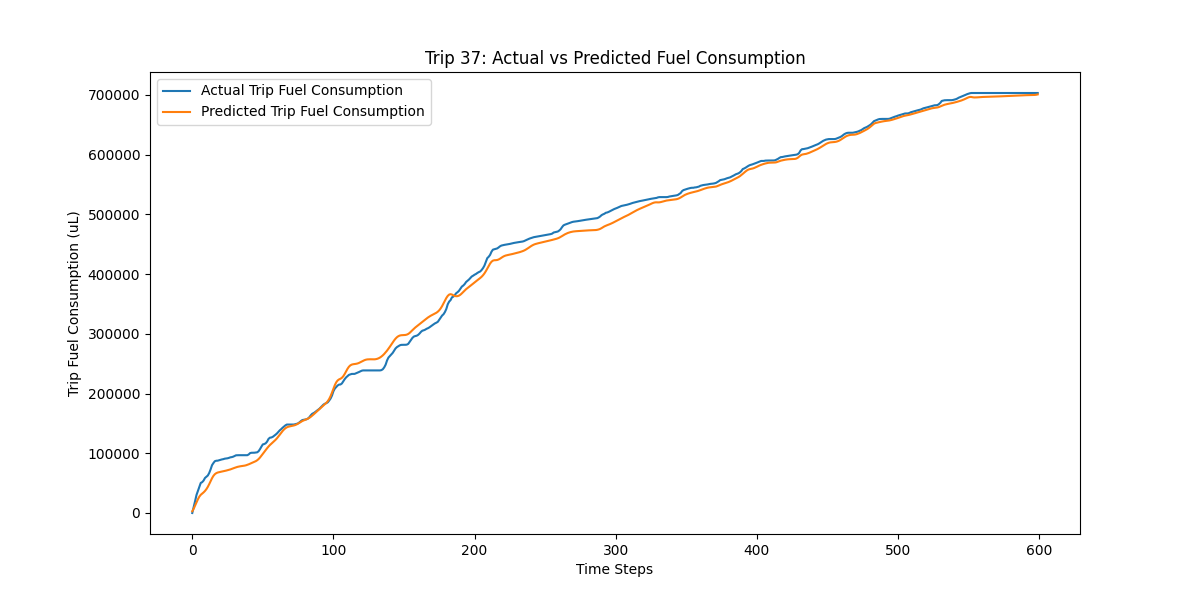 Trip 37: Actual vs Predicted Fuel Consumption
Actual Trip Fuel Consumption
Predicted Trip Fuel Consumption
700000
600000
500000
400000
300000
200000
100000
0
Trip Fuel Consumption (uL)
0 100 200 300 400 500 600
Time Steps